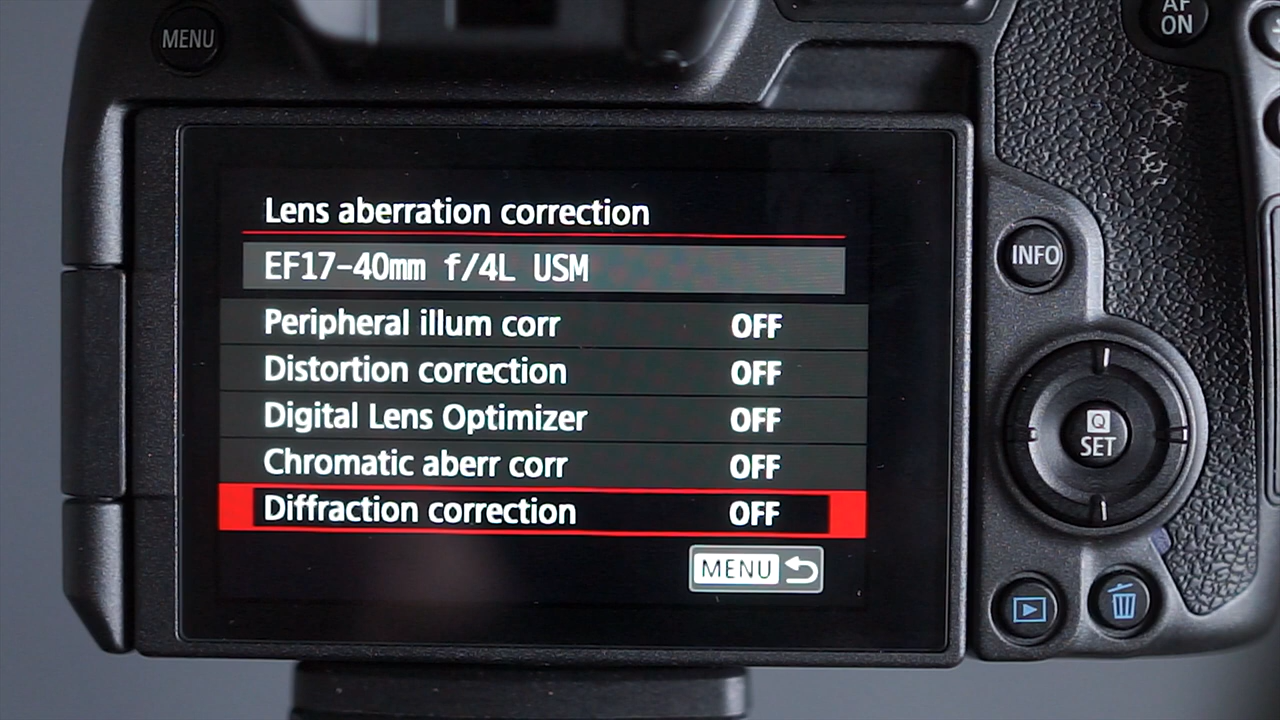 MENU
AF
ON
Lens aberration correction
EF17-40mm f/4L USM
Peripheral illum corr OFF
Distortion correction OFF
Digital Lens Optimizer OFF
Chromatic aberr corr OFF
Diffraction correction OFF
MENU
INFO
Q
SET